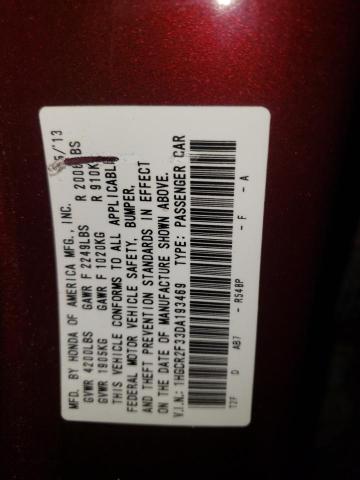 MFD. BY HONDA OF AMERICA MFG., INC. /13
GVWR 4200LBS GAWR F 2249LBS R 2006LBS
GVWR 1905KG GAWR F 1020KG R 910KG
THIS VEHICLE CONFORMS TO ALL APPLICABLE
FEDERAL MOTOR VEHICLE SAFETY, BUMPER,
AND THEFT PREVENTION STANDARDS IN EFFECT
ON THE DATE OF MANUFACTURE SHOWN ABOVE.
V.I.N.: 1HGCR2F33DA193469 TYPE: PASSENGER CAR
T2F D AB7 - R548P - F - A